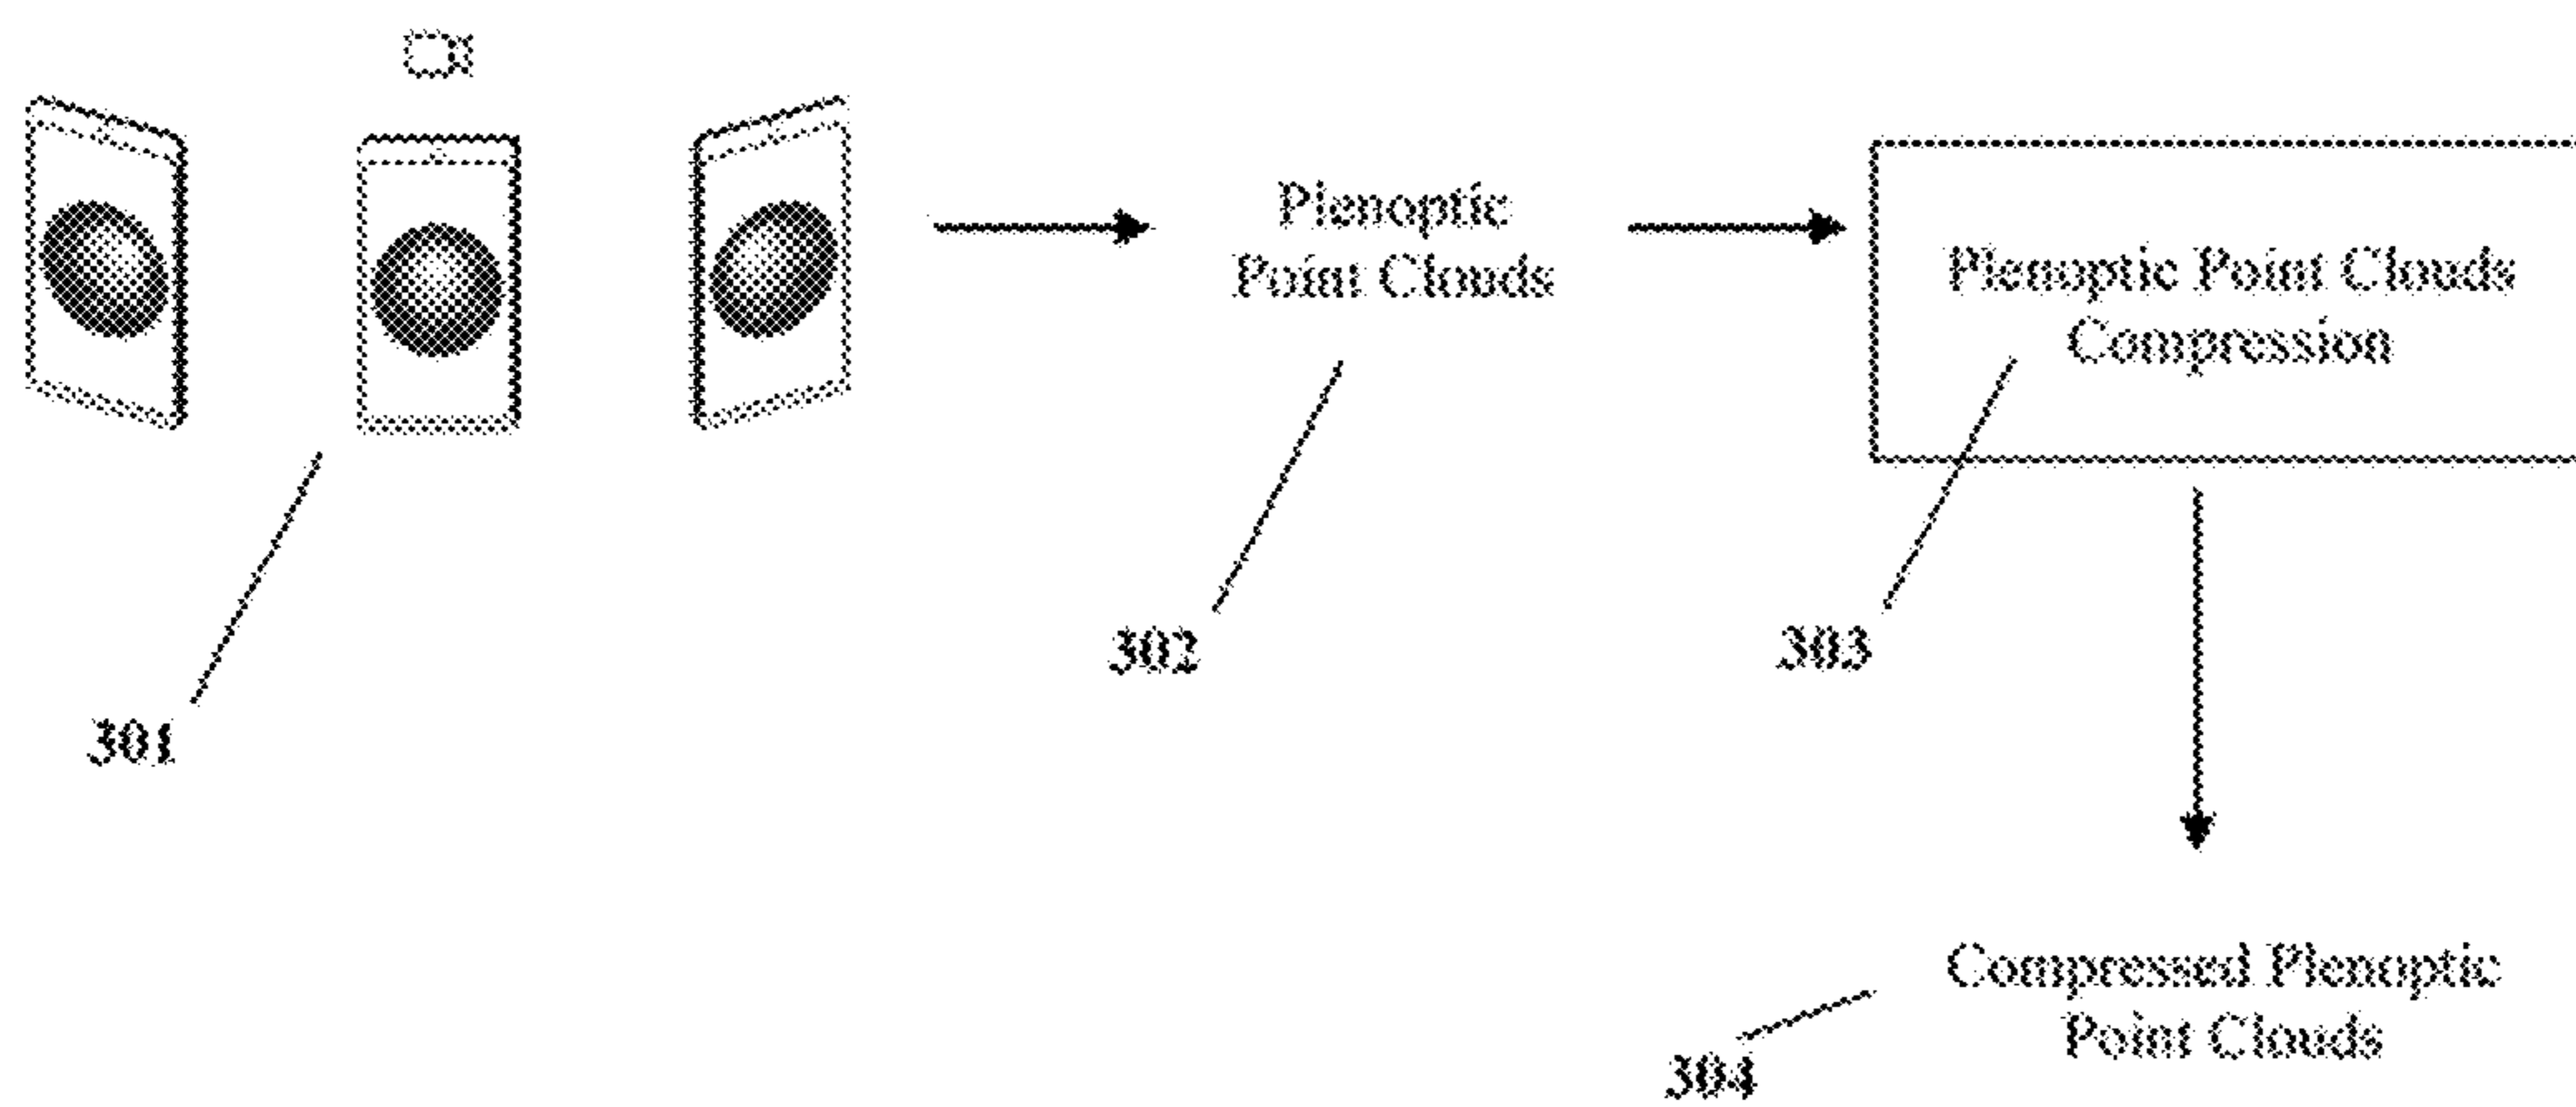 Plenoptic
Point Clouds
Plenoptic Point Clouds
Compression
302
303
301
Compressed Plenoptic
Point Clouds
304